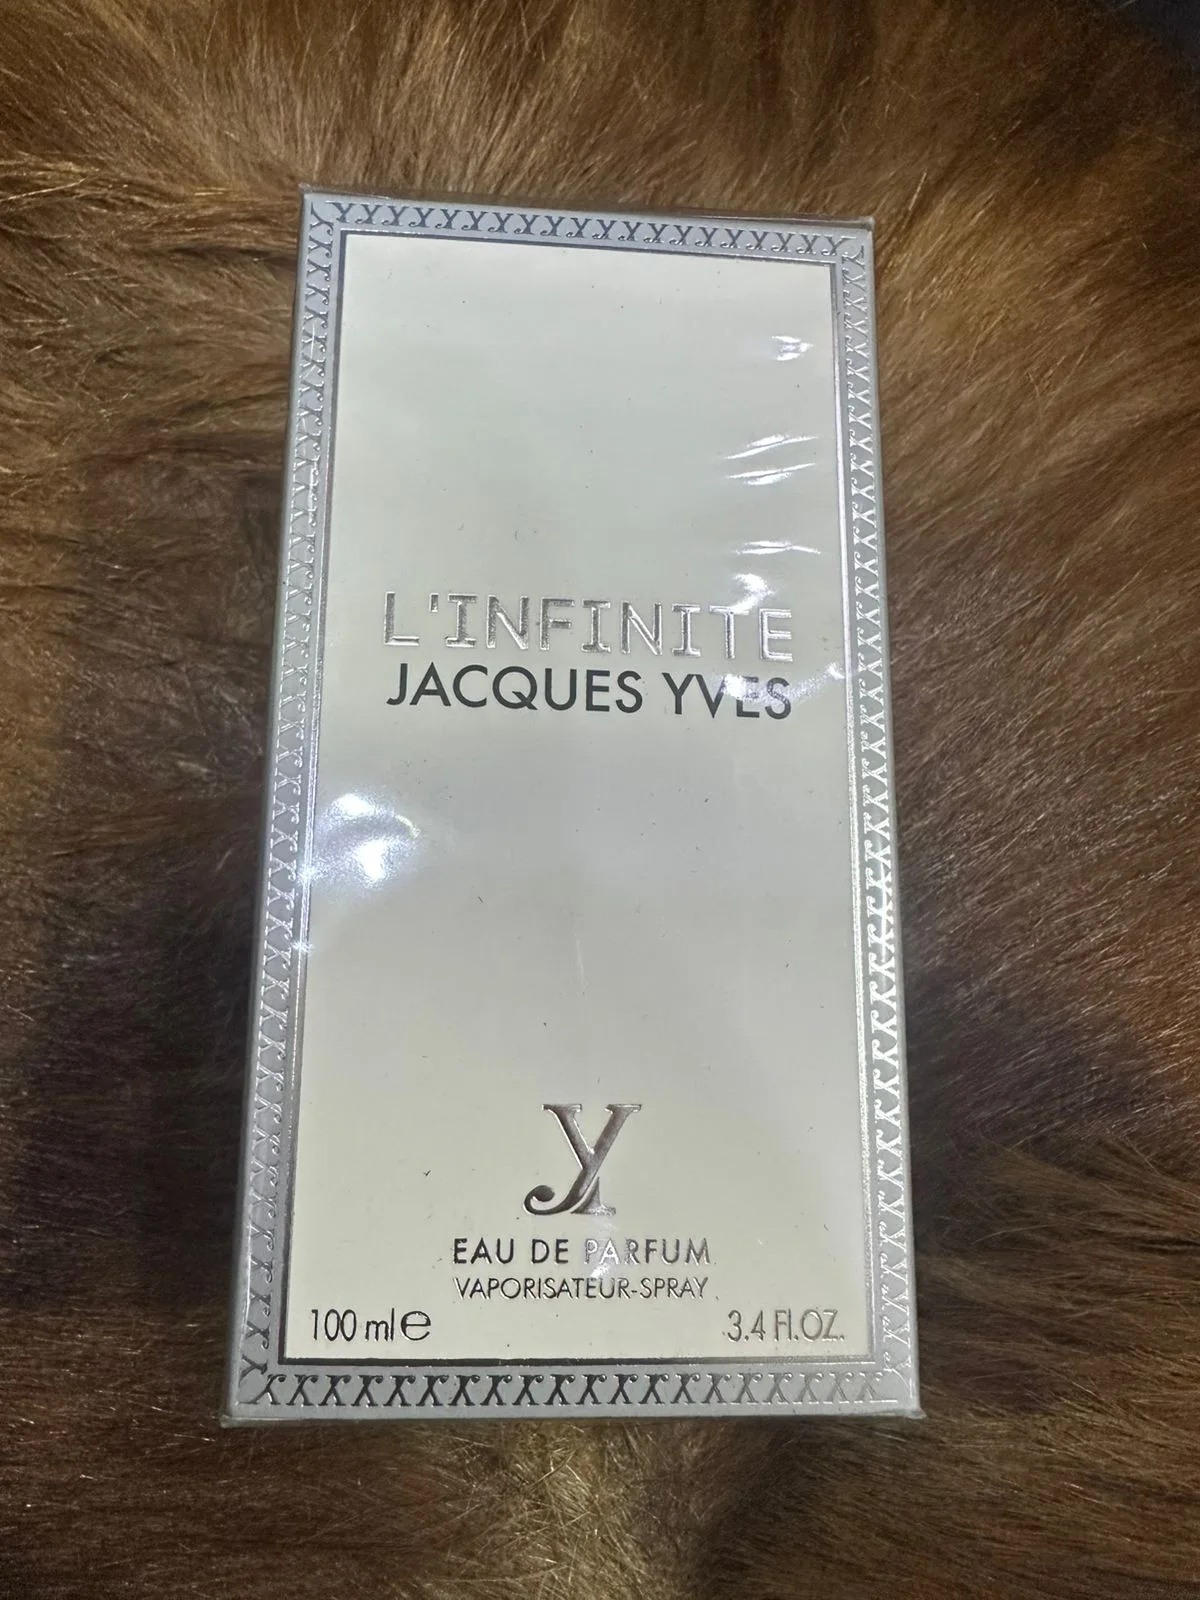 L'INFINITE
JACQUES YVES
JY
EAU DE PARFUM
VAPORISATEUR-SPRAY
100 ml e
3.4 Fl.OZ.